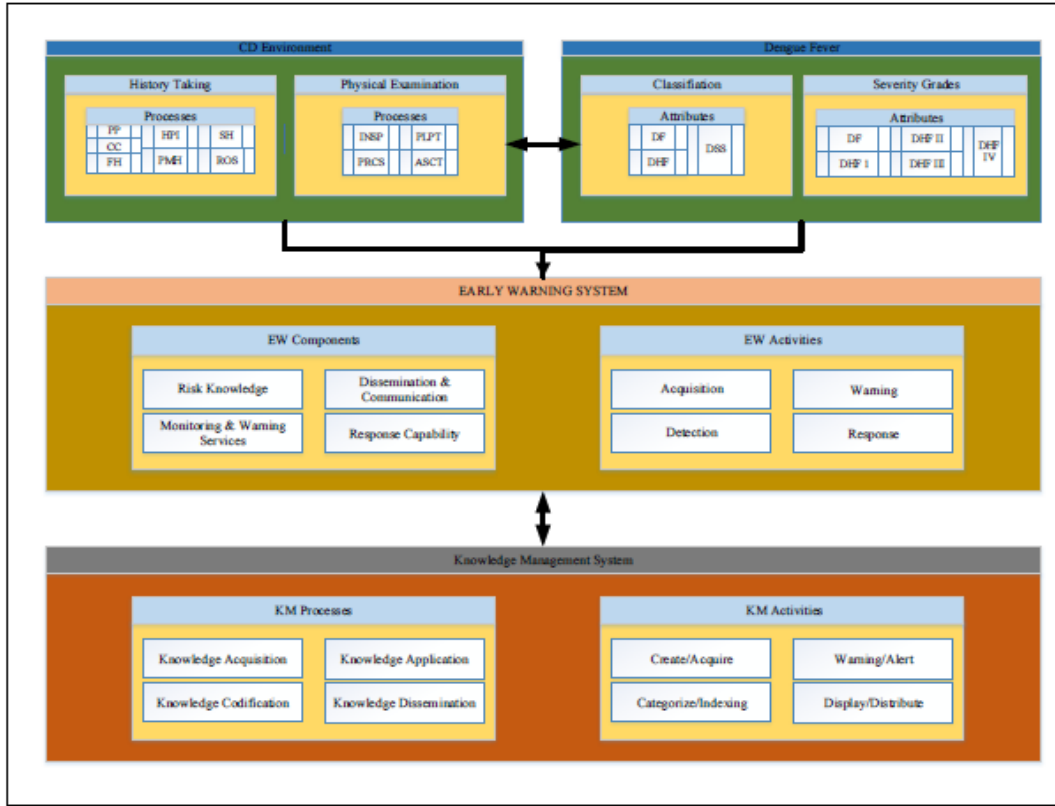 CD Environment
History Taking
Processes
PP
CC
FH
HPI
PMH
SH
ROS
Physical Examination
Processes
INSP
PRCS
PLPT
ASCT
Dengue Fever
Classifiation
Attributes
DF
DHF
DSS
Severity Grades
Attributes
DF
DHF I
DHF II
DHF III
DHF
IV
EARLY WARNING SYSTEM
EW Components
Risk Knowledge
Dissemination &
Communication
Monitoring & Warning
Services
Response Capability
EW Activities
Acquisition
Warning
Detection
Response
Knowledge Management System
KM Processes
Knowledge Acquisition
Knowledge Application
Knowledge Codification
Knowledge Dissemination
KM Activities
Create/Acquire
Warning/Alert
Categorize/Indexing
Display/Distribute